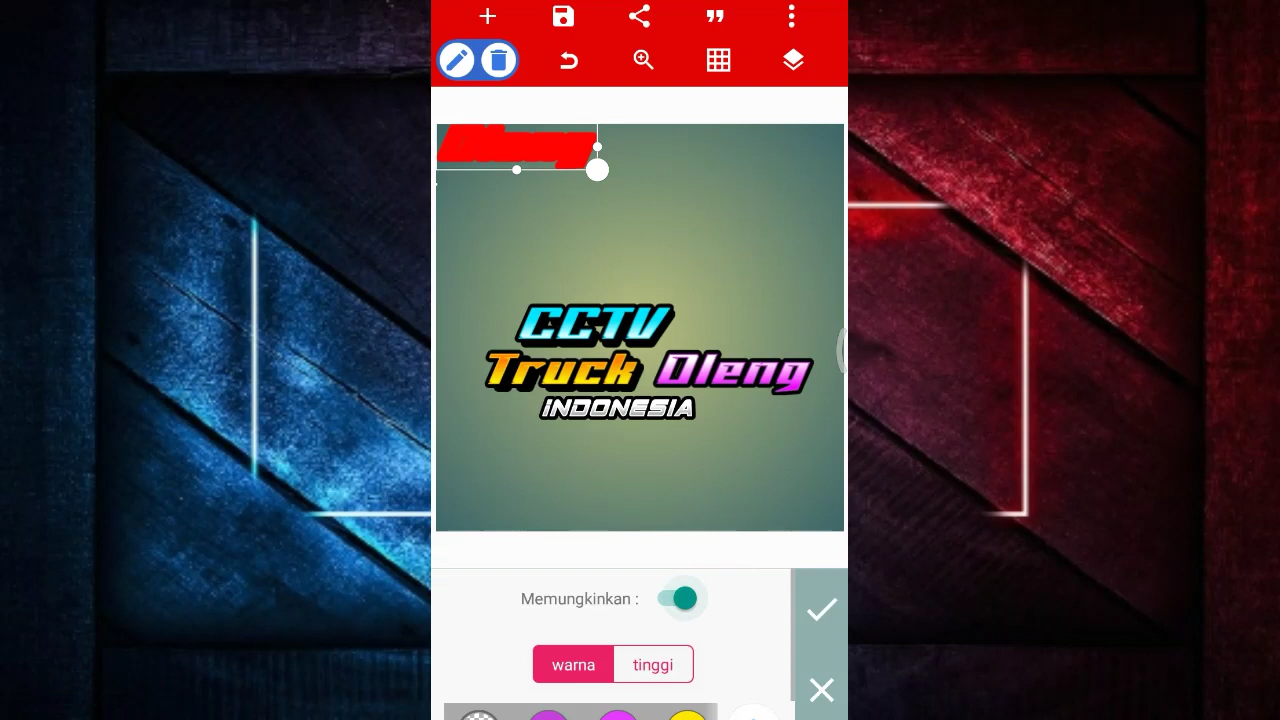 CCTV
Truck Oleng
INDONESIA
Memungkinkan :
warna
tinggi